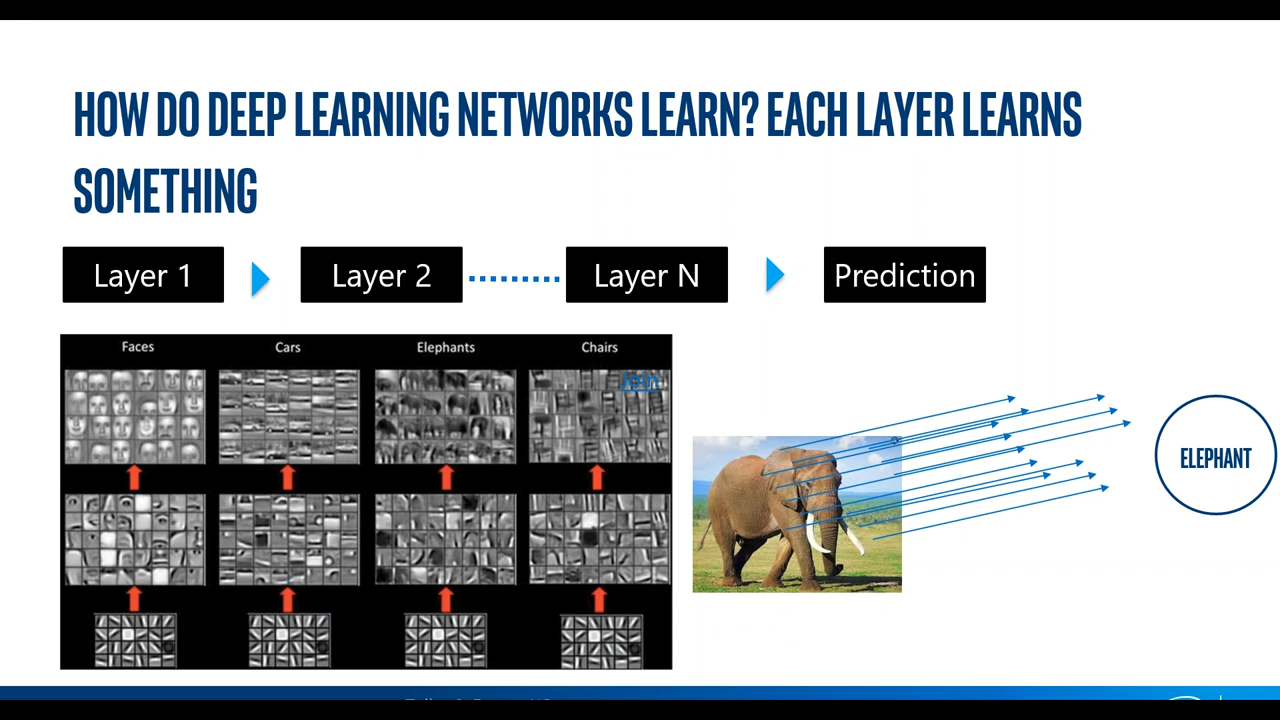 HOW DO DEEP LEARNING NETWORKS LEARN? EACH LAYER LEARNS
SOMETHING
Layer 1
Layer 2
Layer N
Prediction
Faces
Cars
Elephants
Chairs
Join
ELEPHANT